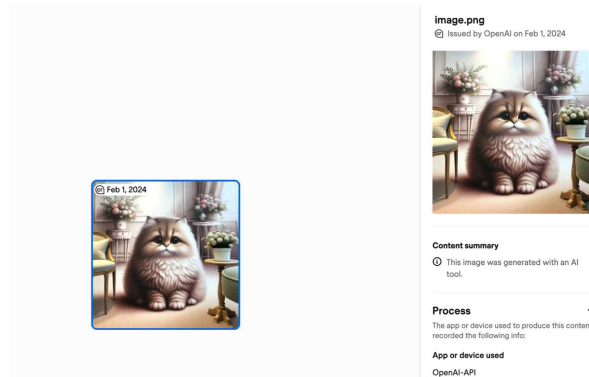 Feb 1, 2024
image.png
Issued by OpenAI on Feb 1, 2024
Content summary
This image was generated with an AI
tool.
Process
The app or device used to produce this conten
recorded the following info:
App or device used
OpenAI-API